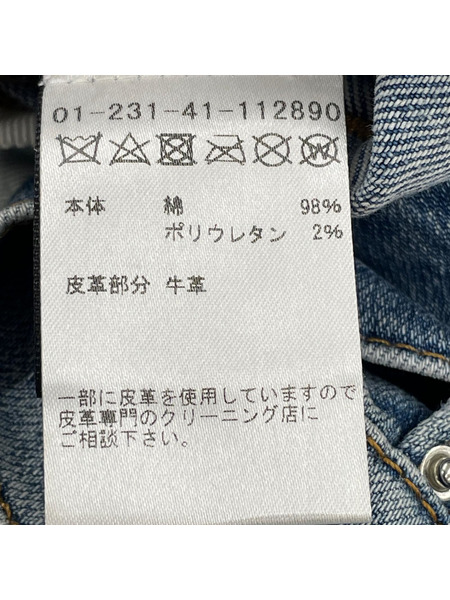 01-231-41-112890
本体 綿 98%
ポリウレタン 2%
皮革部分 牛革
一部に皮革を使用していますので
皮革専門のクリーニング店に
ご相談下さい。